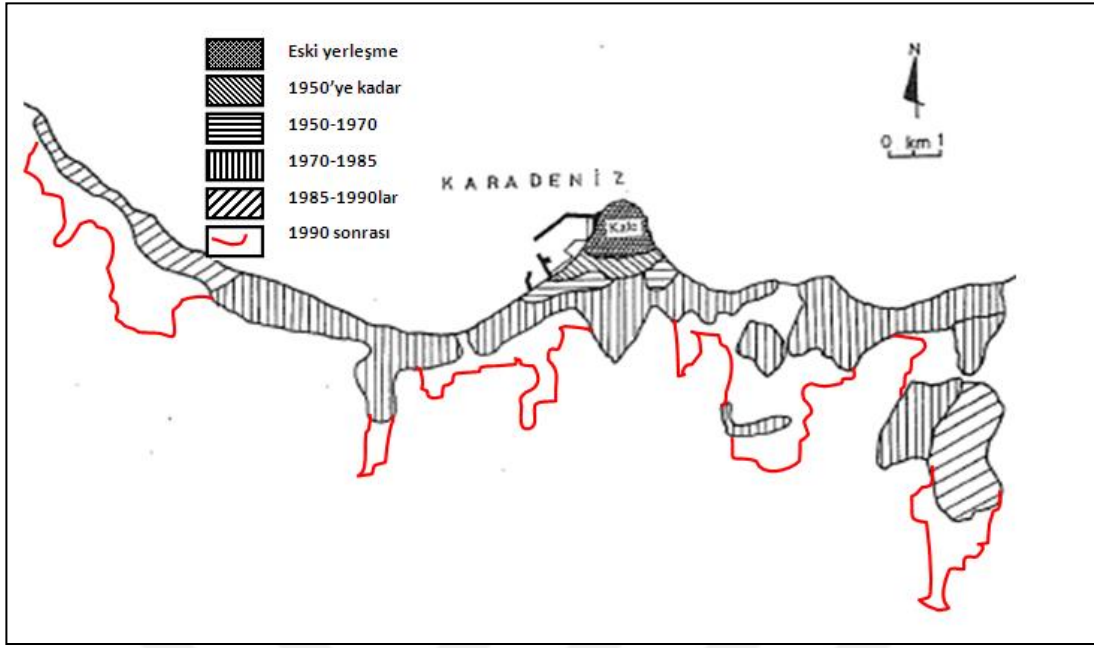 Eski yerleşme
1950'ye kadar
1950-1970
1970-1985
1985-1990lar
1990 sonrası
N
0 km 1
KARADENİZ
Kale